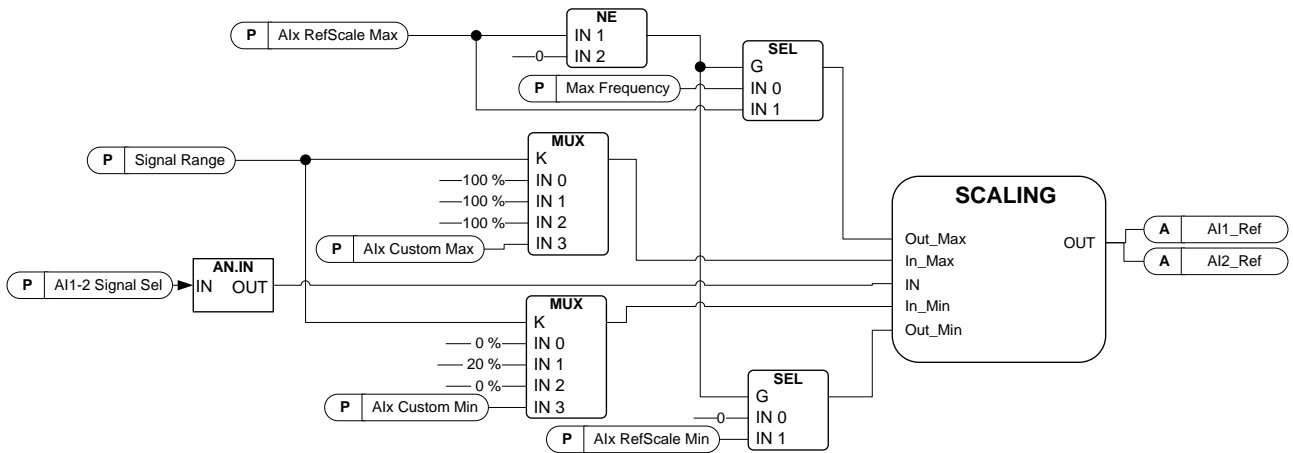 NE
P AIx RefScale Max
IN 1
0 IN 2
SEL
G
P Max Frequency
IN 0
IN 1
MUX
P Signal Range
K
100 % IN 0
100 % IN 1
100 % IN 2
P AIx Custom Max
IN 3
SCALING
Out_Max
In_Max
IN
In_Min
Out_Min
OUT
A AI1_Ref
A AI2_Ref
AN.IN
P AI1-2 Signal Sel
IN OUT
MUX
K
0 % IN 0
20 % IN 1
0 % IN 2
P AIx Custom Min
IN 3
SEL
G
0 IN 0
P AIx RefScale Min
IN 1